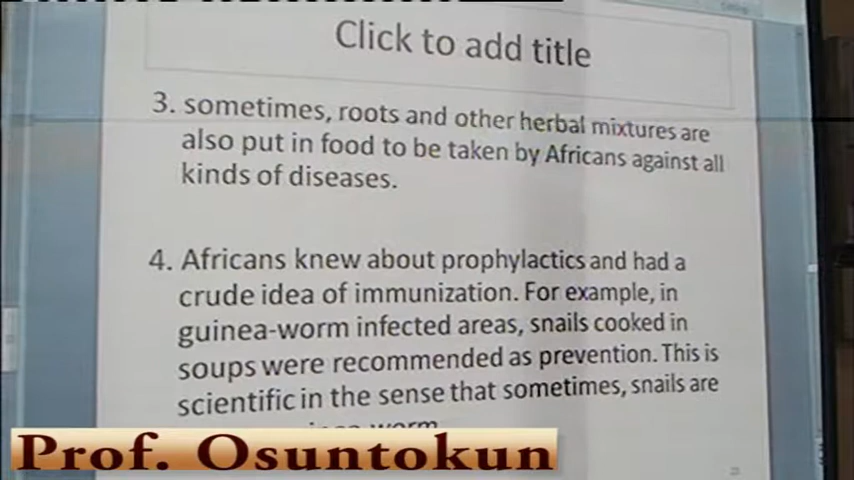 Click to add title
3. sometimes, roots and other herbal mixtures are
also put in food to be taken by Africans against all
kinds of diseases.
4. Africans knew about prophylactics and had a
crude idea of immunization. For example, in
guinea-worm infected areas, snails cooked in
soups were recommended as prevention. This is
scientific in the sense that sometimes, snails are
worm
Prof. Osuntokun